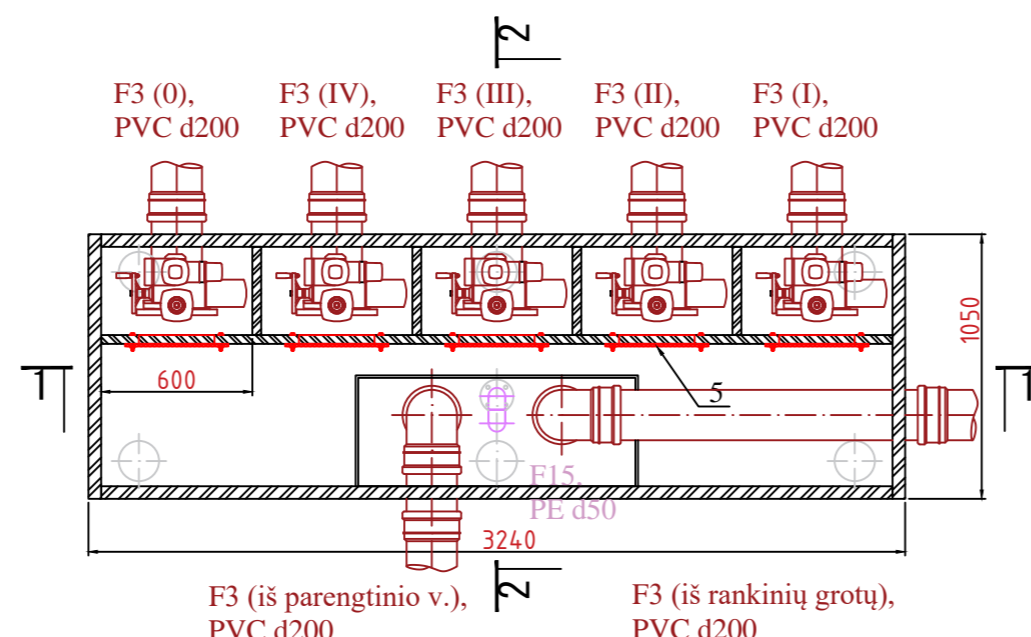 2
F3 (0),
PVC d200
F3 (IV),
PVC d200
F3 (III),
PVC d200
F3 (II),
PVC d200
F3 (I),
PVC d200
1050
1
600
5
1
F15.
PE d50
3240
2
F3 (iš parengtinio v.),
PVC d200
F3 (iš rankinių grotų),
PVC d200